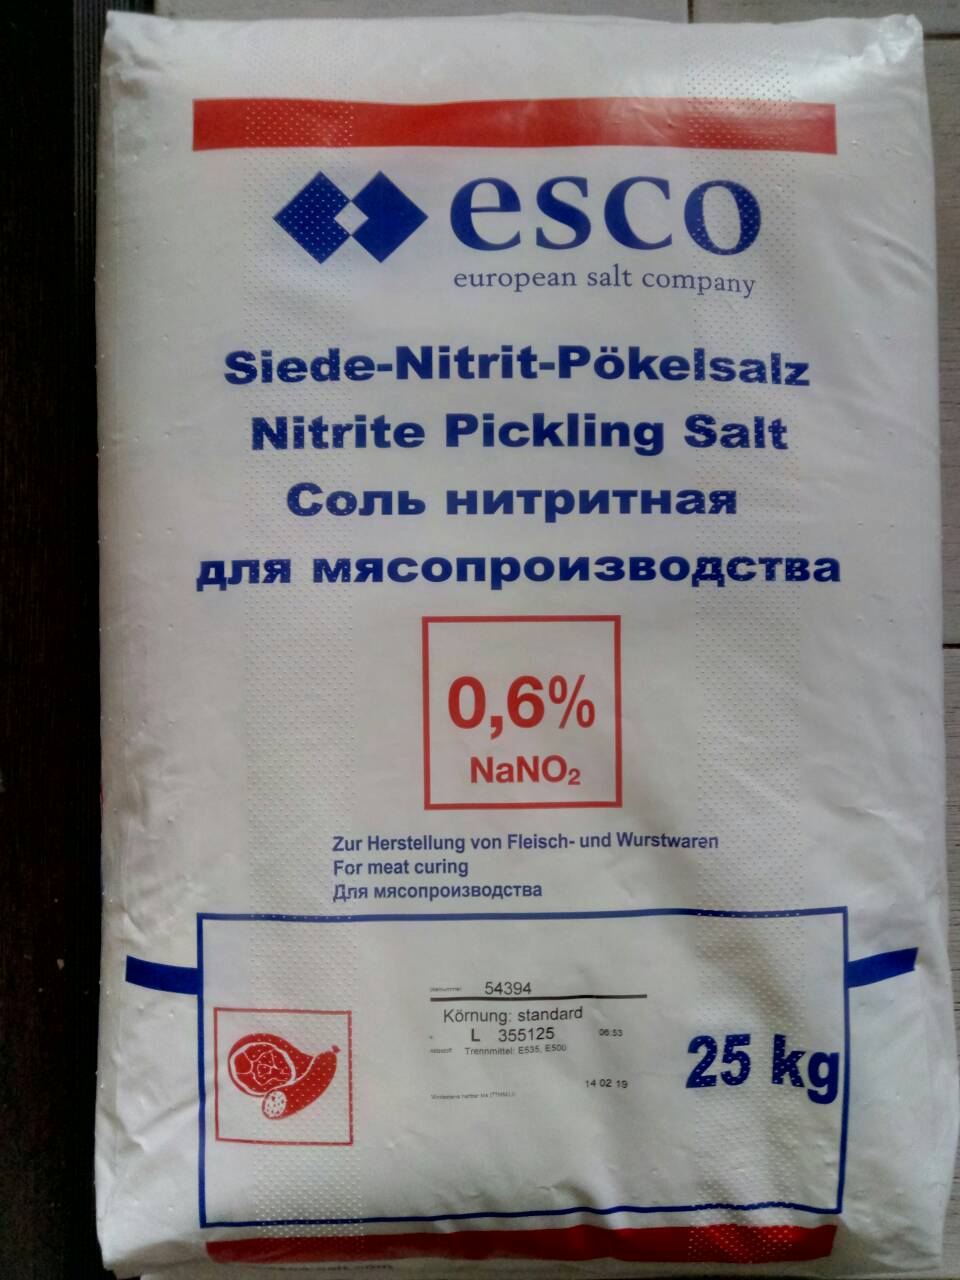 esco
european salt company
Siede-Nitrit-Pökelsalz
Nitrite Pickling Salt
Соль нитритная
для мясопроизводства
0,6%
NaNO₂
Zur Herstellung von Fleisch- und Wurstwaren
For meat curing
Для мясопроизводства
54394
Körnung: standard
L 355125 06:53
Trennmittel: E535, E500
14 02 19
25 kg